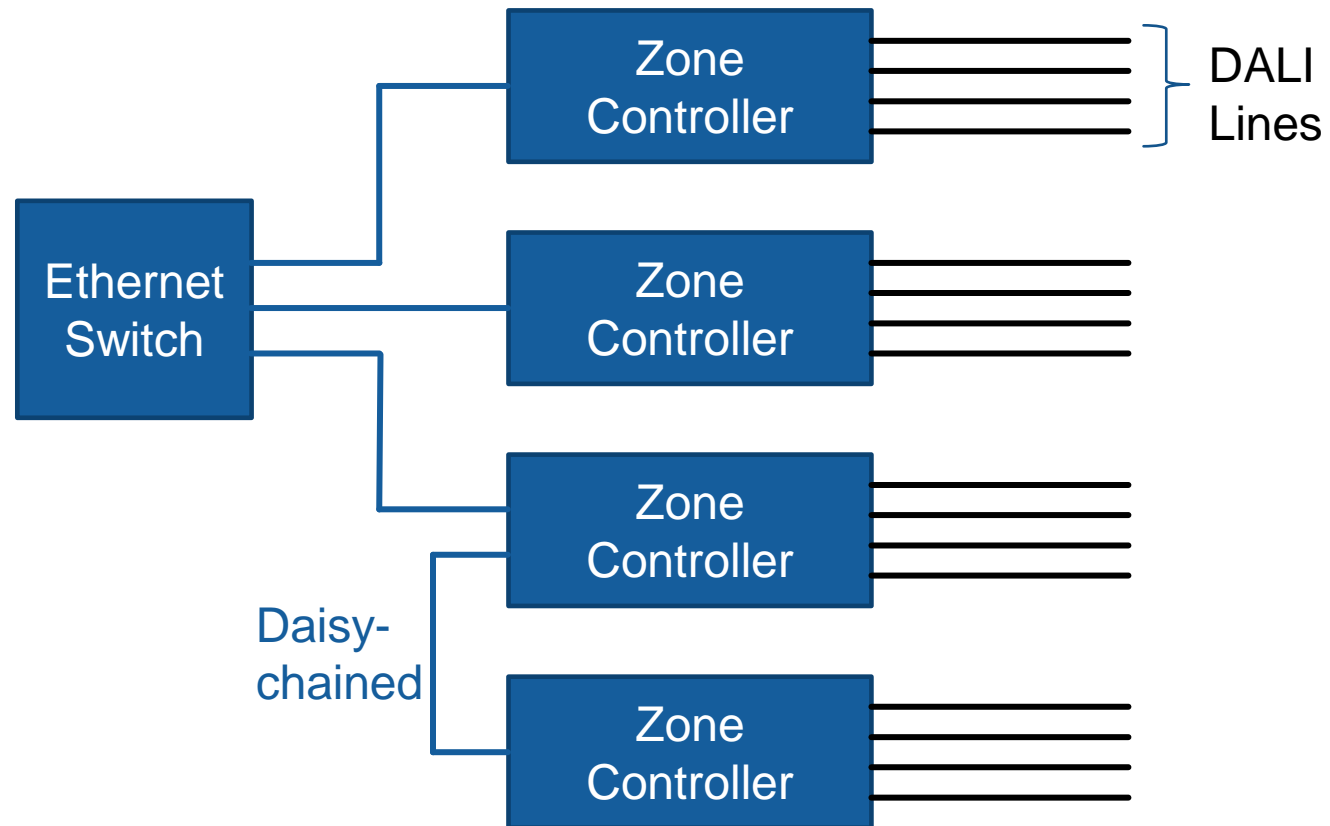 Zone
Controller
DALI
Lines
Ethernet
Switch
Zone
Controller
Zone
Controller
Daisy-
chained
Zone
Controller